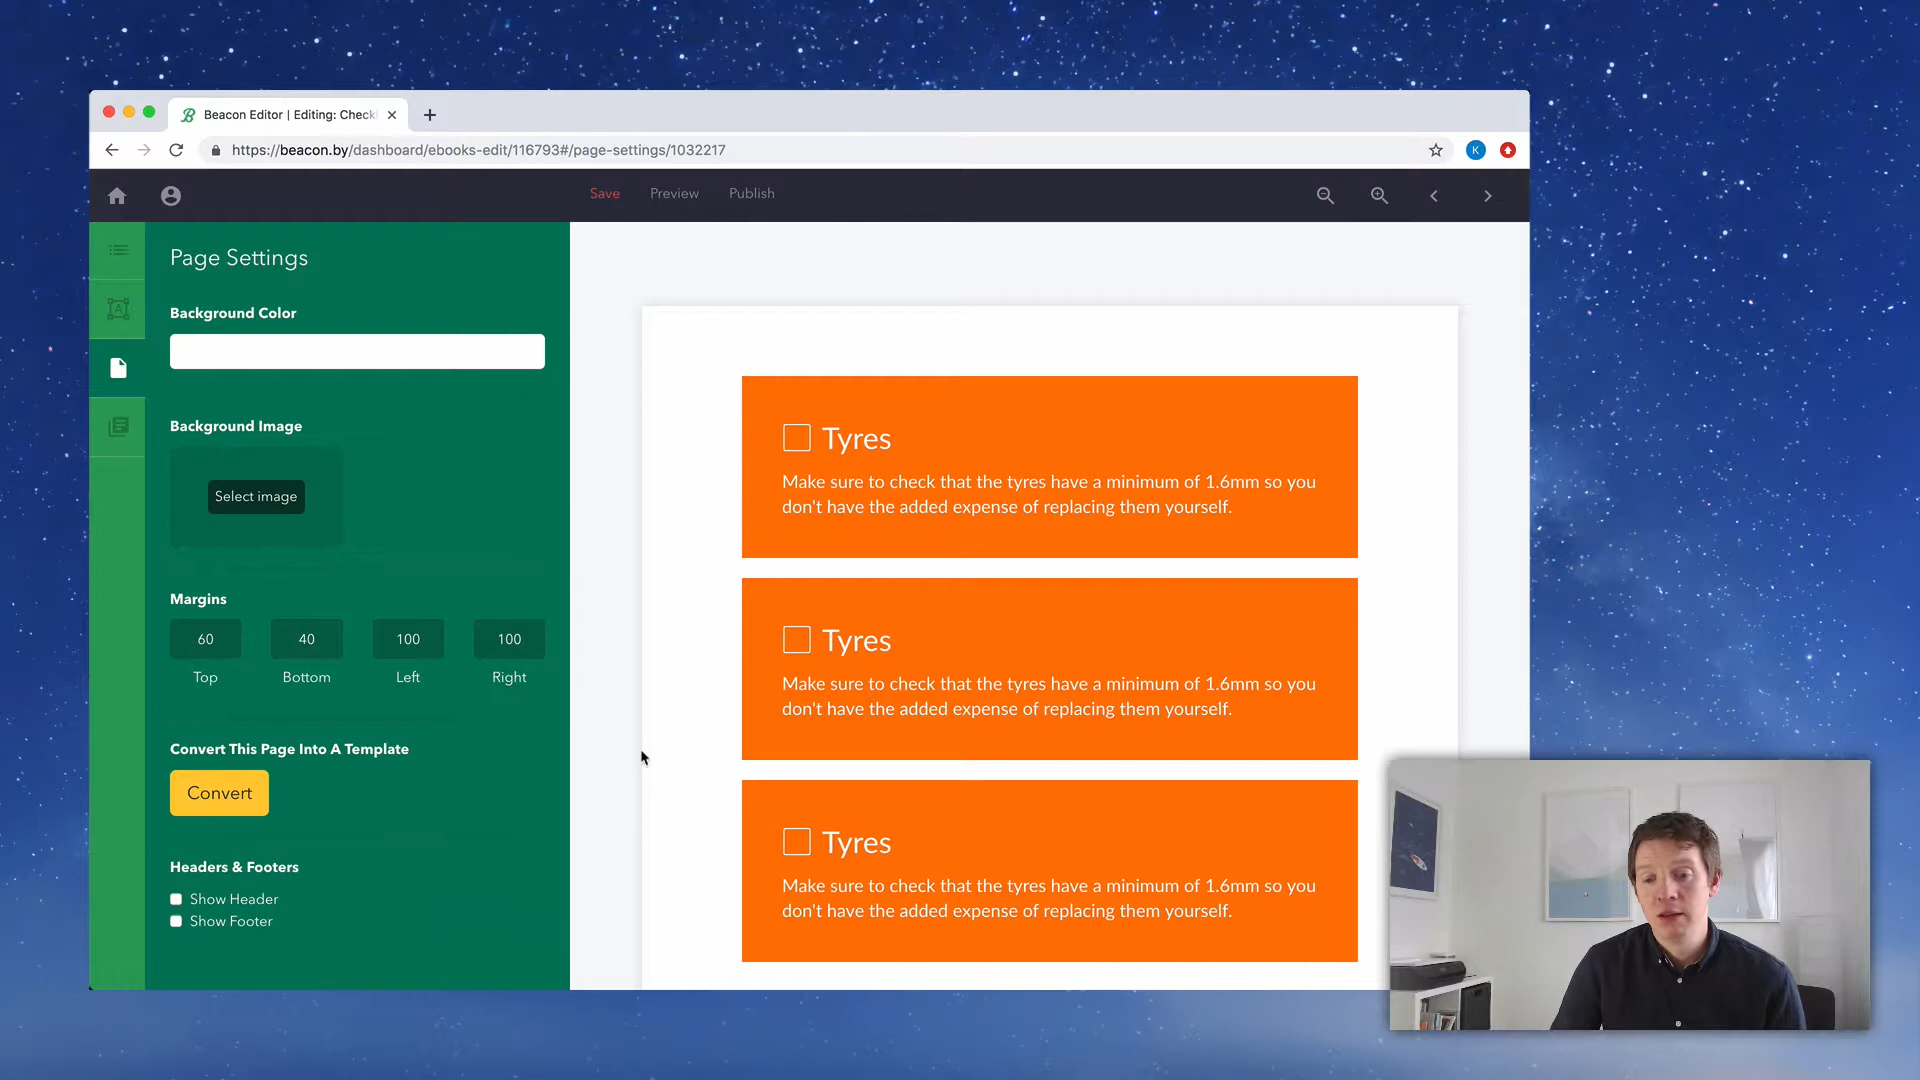 Beacon Editor | Editing: Check
https://beacon.by/dashboard/ebooks-edit/116793#/page-settings/1032217
K
Save Preview Publish
Page Settings
Background Color
Background Image
Select image
Margins
60 40 100 100
Top Bottom Left Right
Convert This Page Into A Template
Convert
Headers & Footers
Show Header
Show Footer
Tyres
Make sure to check that the tyres have a minimum of 1.6mm so you
don't have the added expense of replacing them yourself.
Tyres
Make sure to check that the tyres have a minimum of 1.6mm so you
don't have the added expense of replacing them yourself.
Tyres
Make sure to check that the tyres have a minimum of 1.6mm so you
don't have the added expense of replacing them yourself.